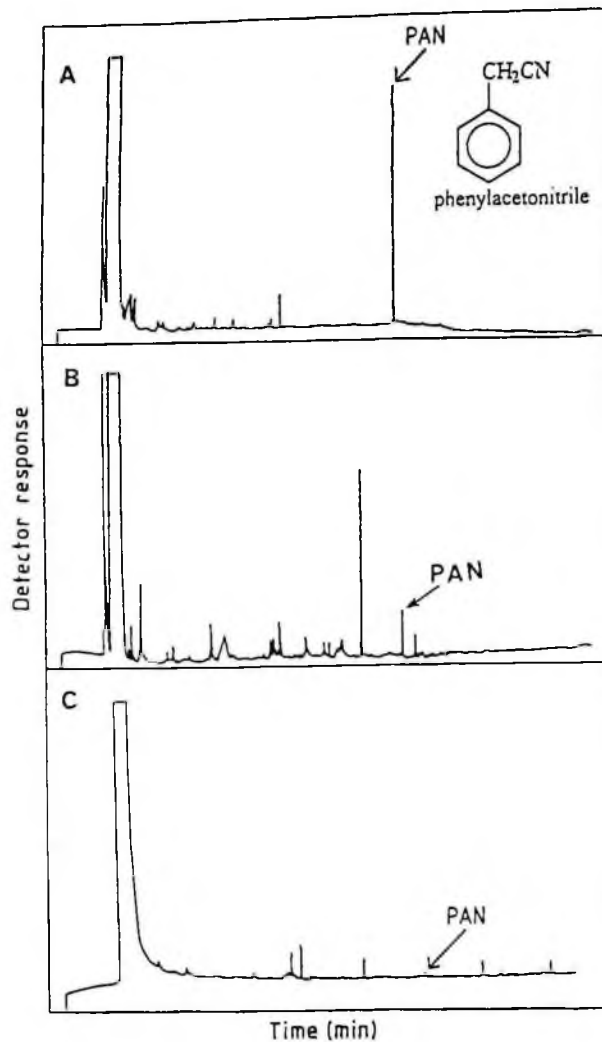 A
PAN
CH₂CN
phenylacetonitrile
B
PAN
C
PAN
Detector response
Time (min)